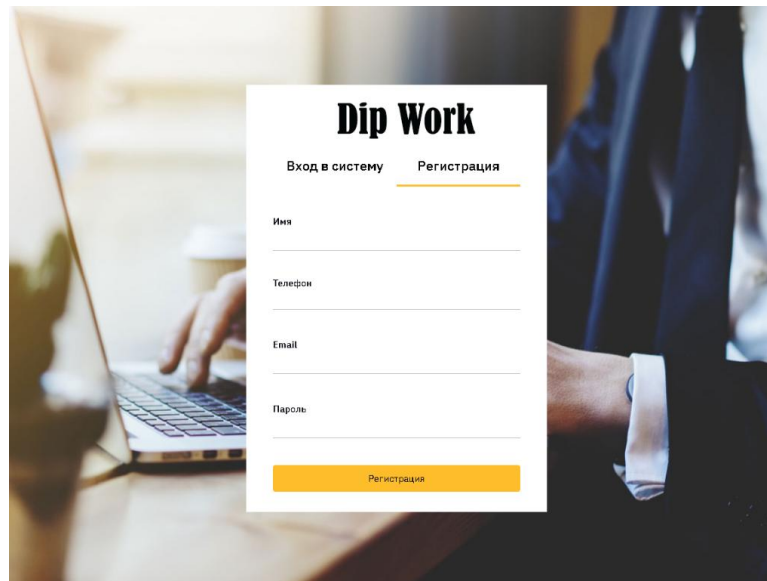 Dip Work
Вход в систему Регистрация
Имя
Телефон
Email
Пароль
Регистрация